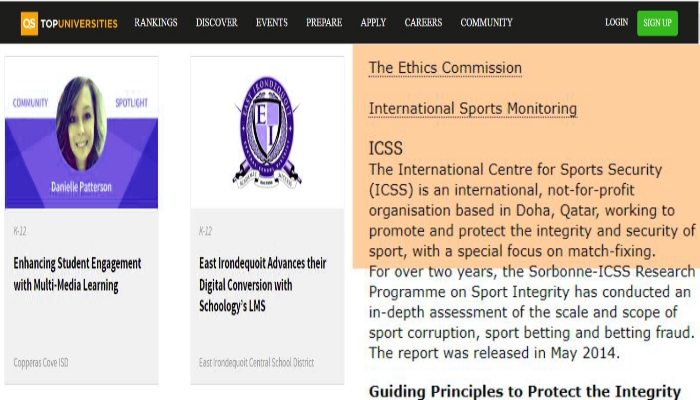 QS TOPUNIVERSITIES RANKINGS DISCOVER EVENTS PREPARE APPLY CAREERS COMMUNITY LOGIN SIGN UP
COMMUNITY SPOTLIGHT
Danielle Patterson
K-12
Enhancing Student Engagement
with Multi-Media Learning
Copperas Cove ISD
EAST IRONDEQUOIT
E I
K-12
East Irondequoit Advances their
Digital Conversion with
Schoology's LMS
East Irondequoit Central School District
The Ethics Commission
International Sports Monitoring
ICSS
The International Centre for Sports Security
(ICSS) is an international, not-for-profit
organisation based in Doha, Qatar, working to
promote and protect the integrity and security of
sport, with a special focus on match-fixing.
For over two years, the Sorbonne-ICSS Research
Programme on Sport Integrity has conducted an
in-depth assessment of the scale and scope of
sport corruption, sport betting and betting fraud.
The report was released in May 2014.
Guiding Principles to Protect the Integrity